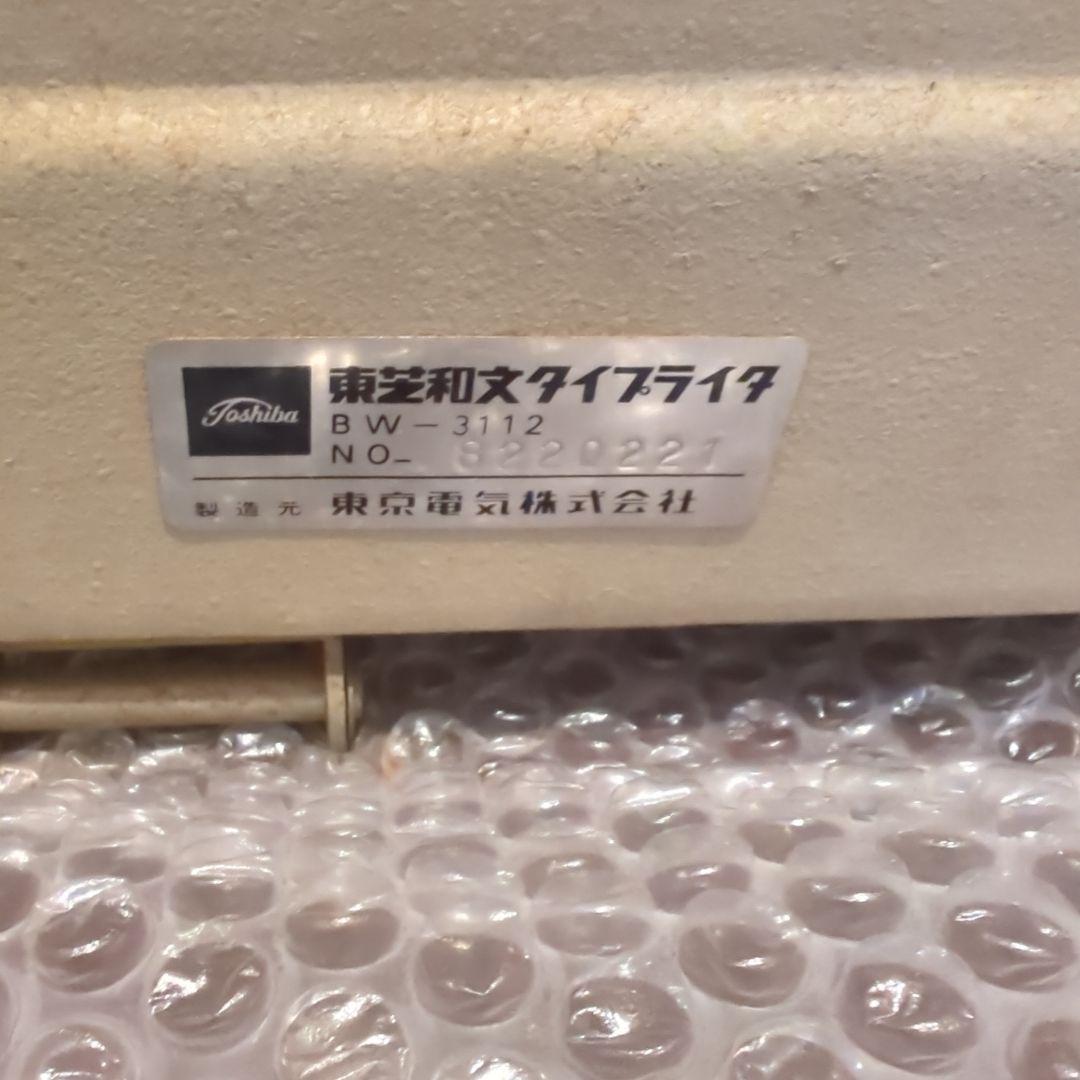 Toshiba
東芝和文タイプライタ
BW-3112
NO_ 8220221
製造元 東京電気株式会社